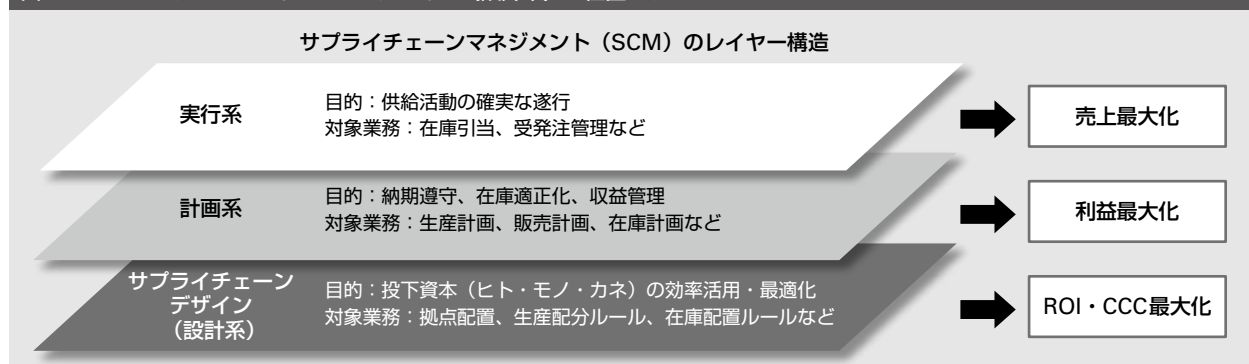 サプライチェーンマネジメント（SCM）のレイヤー構造
実行系
目的：供給活動の確実な遂行
対象業務：在庫引当、受発注管理など
売上最大化
計画系
目的：納期遵守、在庫適正化、収益管理
対象業務：生産計画、販売計画、在庫計画など
利益最大化
サプライチェーン
デザイン
（設計系）
目的：投下資本（ヒト・モノ・カネ）の効率活用・最適化
対象業務：拠点配置、生産配分ルール、在庫配置ルールなど
ROI・CCC最大化